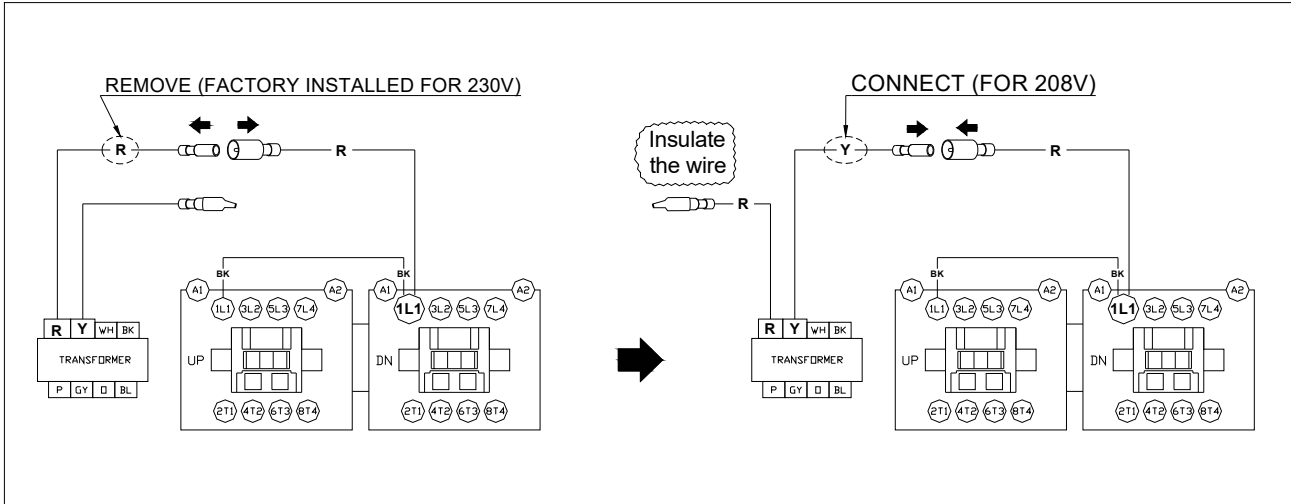 REMOVE (FACTORY INSTALLED FOR 230V)
R
R
BK
BK
A1
A2
A1
A2
1L1
3L2
5L3
7L4
1L1
3L2
5L3
7L4
R Y WH BK
TRANSFORMER
P GY O BL
UP
DN
2T1
4T2
6T3
8T4
2T1
4T2
6T3
8T4
CONNECT (FOR 208V)
Insulate
the wire
Y
R
R
BK
BK
A1
A2
A1
A2
1L1
3L2
5L3
7L4
1L1
3L2
5L3
7L4
R Y WH BK
TRANSFORMER
P GY O BL
UP
DN
2T1
4T2
6T3
8T4
2T1
4T2
6T3
8T4